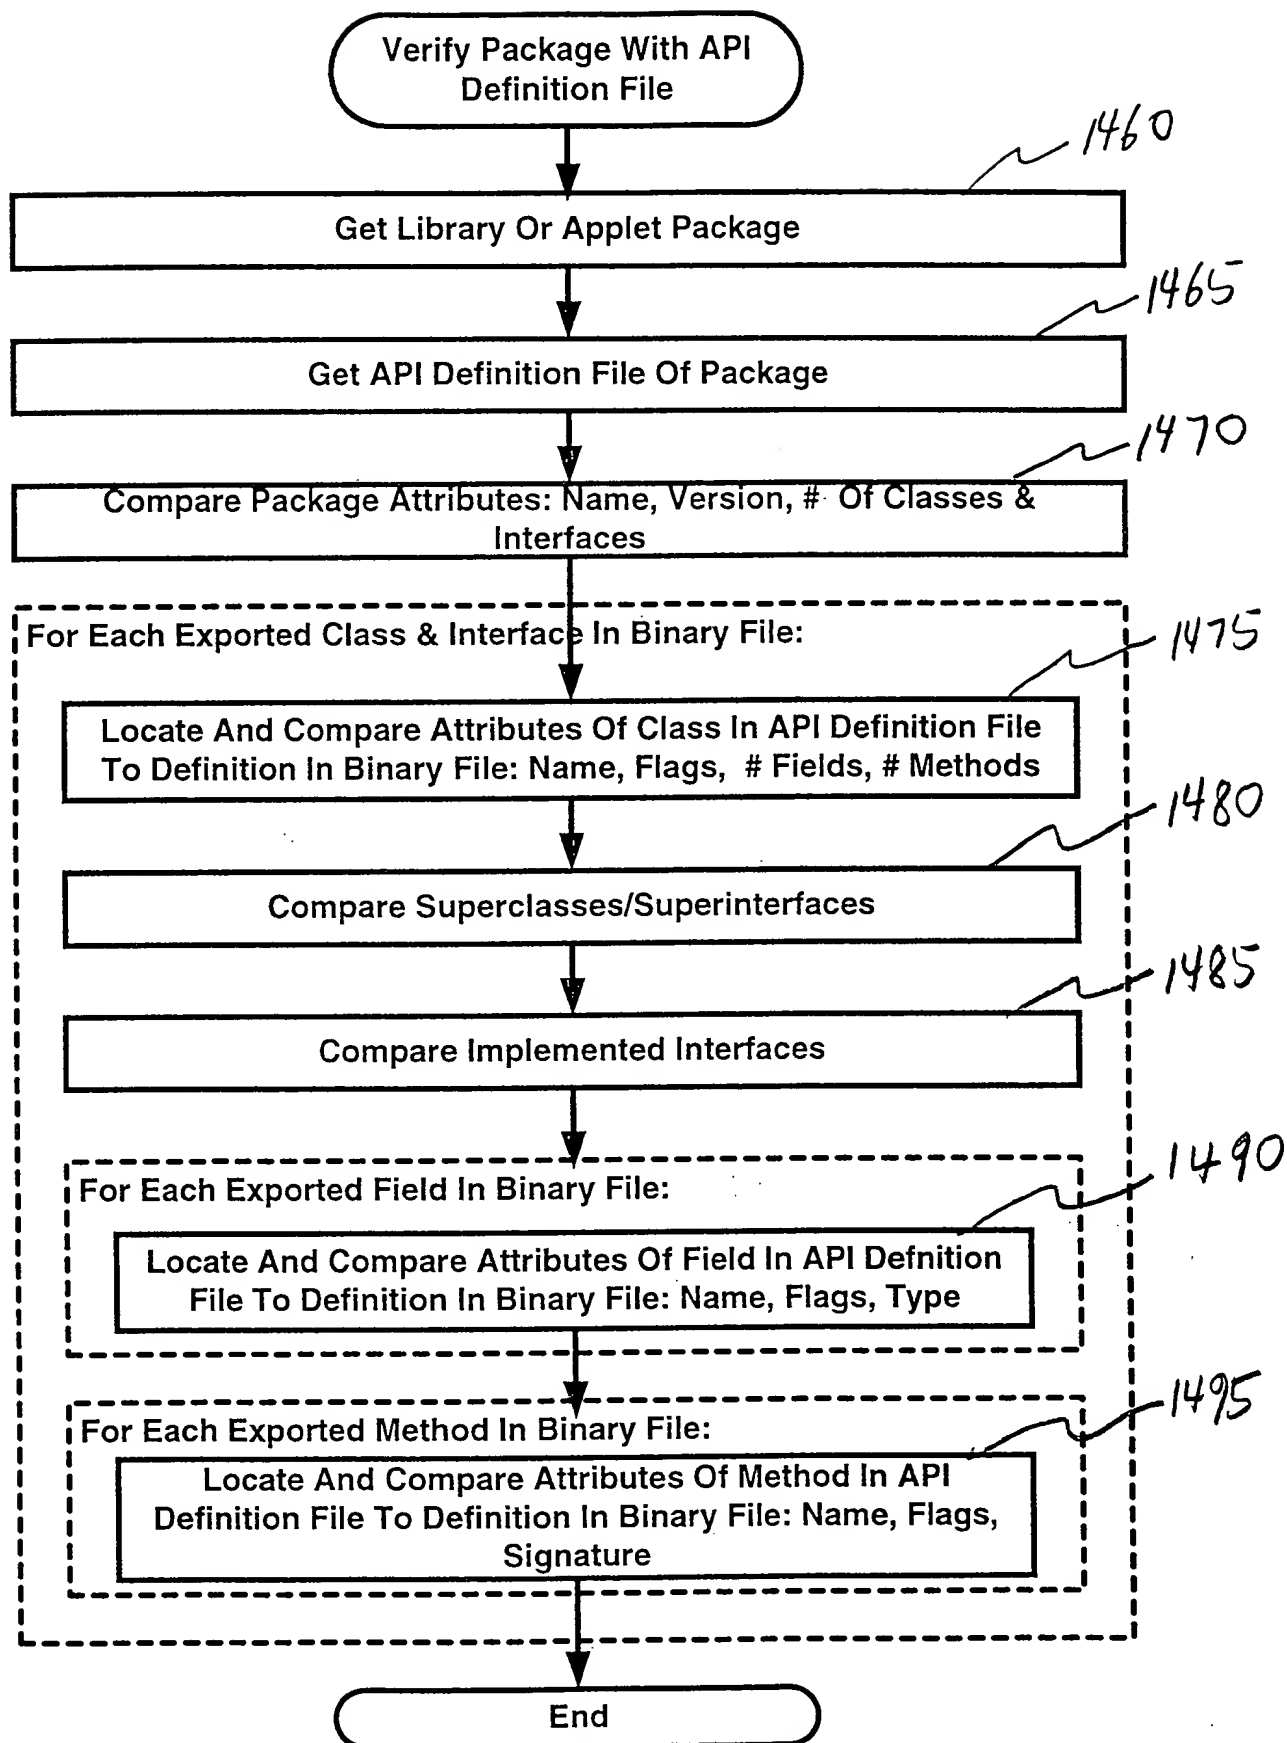 Verify Package With API
Definition File
1460
Get Library Or Applet Package
1465
Get API Definition File Of Package
1470
Compare Package Attributes: Name, Version, # Of Classes &
Interfaces
For Each Exported Class & Interface In Binary File:
1475
Locate And Compare Attributes Of Class In API Definition File
To Definition In Binary File: Name, Flags, # Fields, # Methods
1480
Compare Superclasses/Superinterfaces
1485
Compare Implemented Interfaces
1490
For Each Exported Field In Binary File:
Locate And Compare Attributes Of Field In API Defnition
File To Definition In Binary File: Name, Flags, Type
1495
For Each Exported Method In Binary File:
Locate And Compare Attributes Of Method In API
Definition File To Definition In Binary File: Name, Flags,
Signature
End